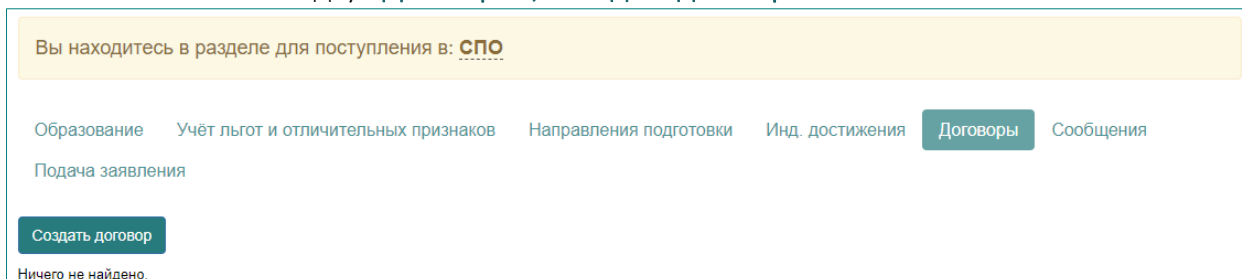 Вы находитесь в разделе для поступления в: СПО
Образование Учёт льгот и отличительных признаков Направления подготовки Инд. достижения Договоры Сообщения
Подача заявления
Создать договор
Ничего не найдено.